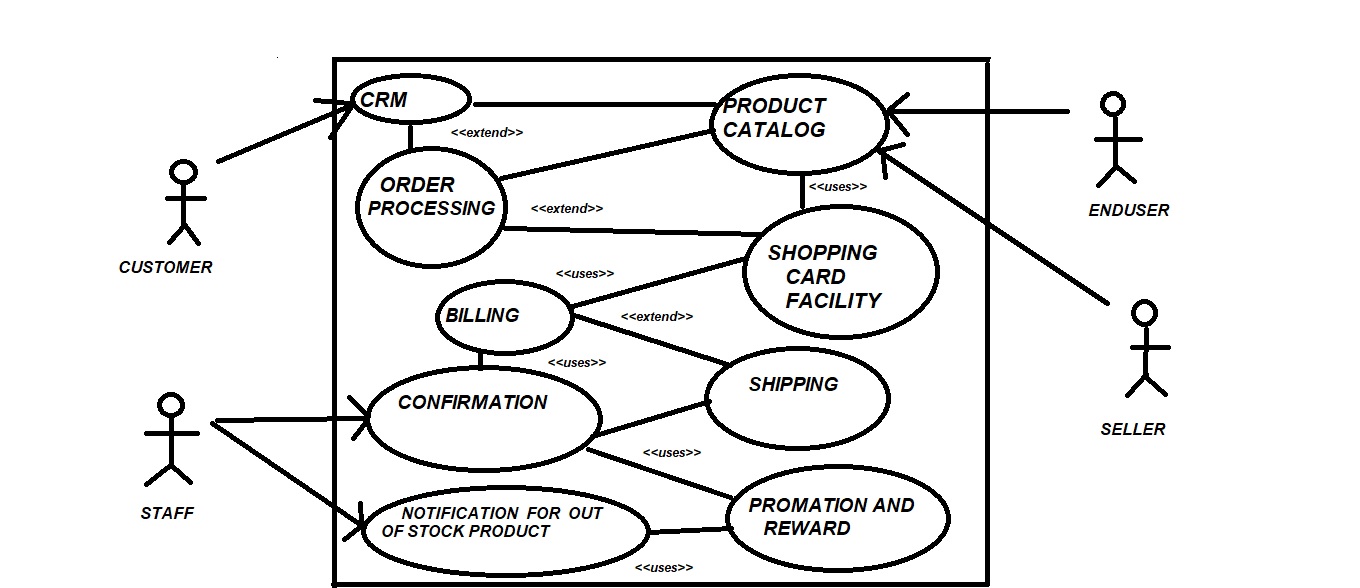 CRM
PRODUCT
CATALOG
<<extend>>
ORDER
PROCESSING
<<uses>>
<<extend>>
ENDUSER
CUSTOMER
SHOPPING
CARD
FACILITY
<<uses>>
BILLING
<<extend>>
<<uses>>
SHIPPING
CONFIRMATION
SELLER
<<uses>>
STAFF
PROMATION AND
REWARD
NOTIFICATION FOR OUT
OF STOCK PRODUCT
<<uses>>